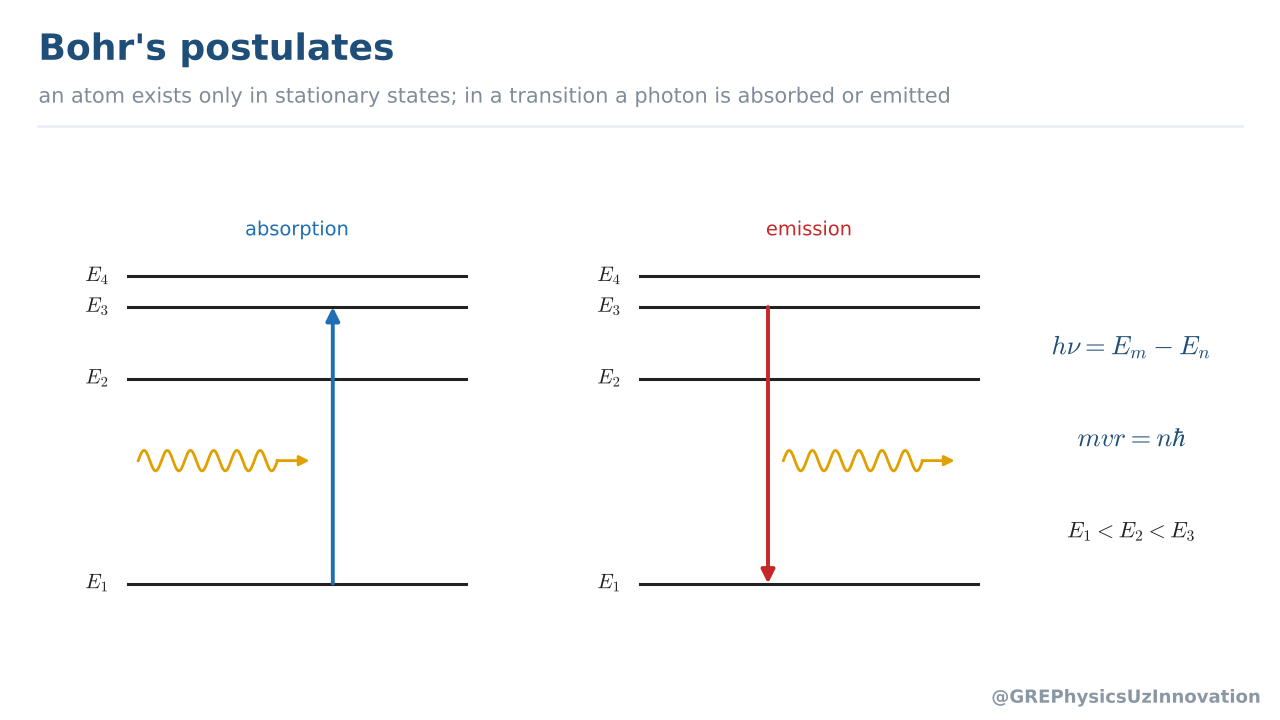 Bohr's postulates
an atom exists only in stationary states; in a transition a photon is absorbed or emitted
absorption
E₄
E₃
E₂
E₁
emission
E₄
E₃
E₂
E₁
hν = Eₘ − Eₙ
mvr = nħ
E₁ < E₂ < E₃
@GREPhysicsUzInnovation